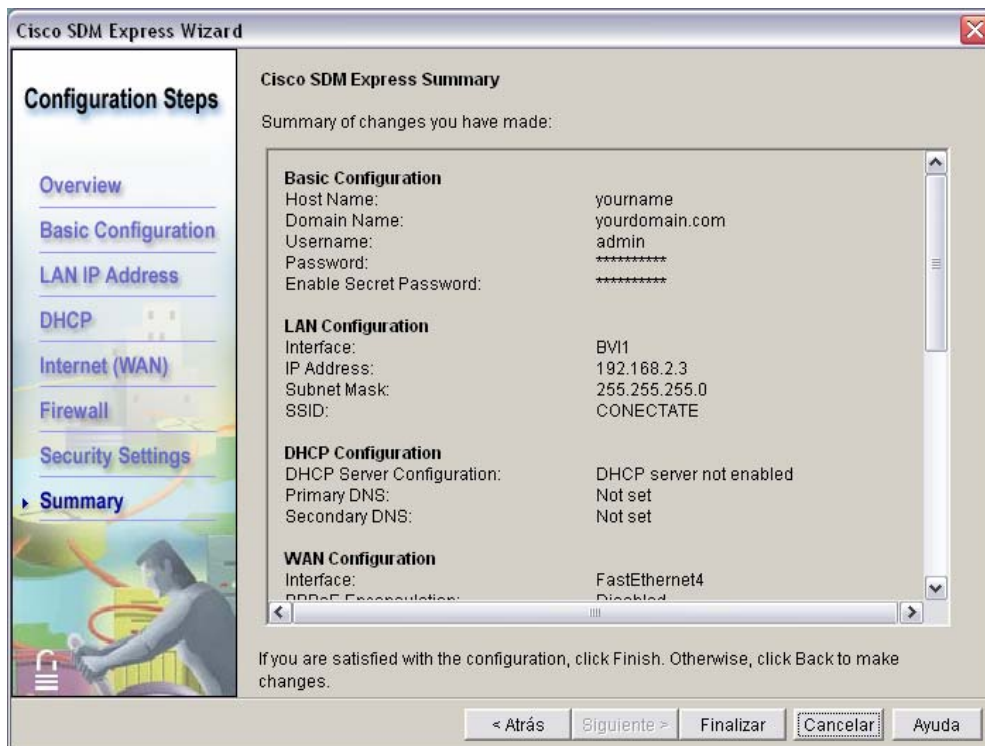 Cisco SDM Express Wizard
Configuration Steps
Overview
Basic Configuration
LAN IP Address
DHCP
Internet (WAN)
Firewall
Security Settings
Summary
Cisco SDM Express Summary
Summary of changes you have made:
Basic Configuration
Host Name: yourname
Domain Name: yourdomain.com
Username: admin
Password: **********
Enable Secret Password: **********
LAN Configuration
Interface: BVI1
IP Address: 192.168.2.3
Subnet Mask: 255.255.255.0
SSID: CONECTATE
DHCP Configuration
DHCP Server Configuration: DHCP server not enabled
Primary DNS: Not set
Secondary DNS: Not set
WAN Configuration
Interface: FastEthernet4
PPPoE Encapsulation: Disabled
If you are satisfied with the configuration, click Finish. Otherwise, click Back to make
changes.
< Atrás Siguiente > Finalizar Cancelar Ayuda